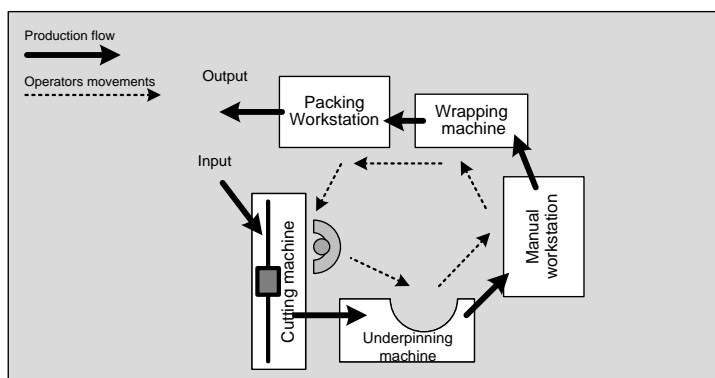 Production flow
Operators movements
Output
Input
Packing
Workstation
Wrapping
machine
Manual
workstation
Cutting machine
Underpinning
machine